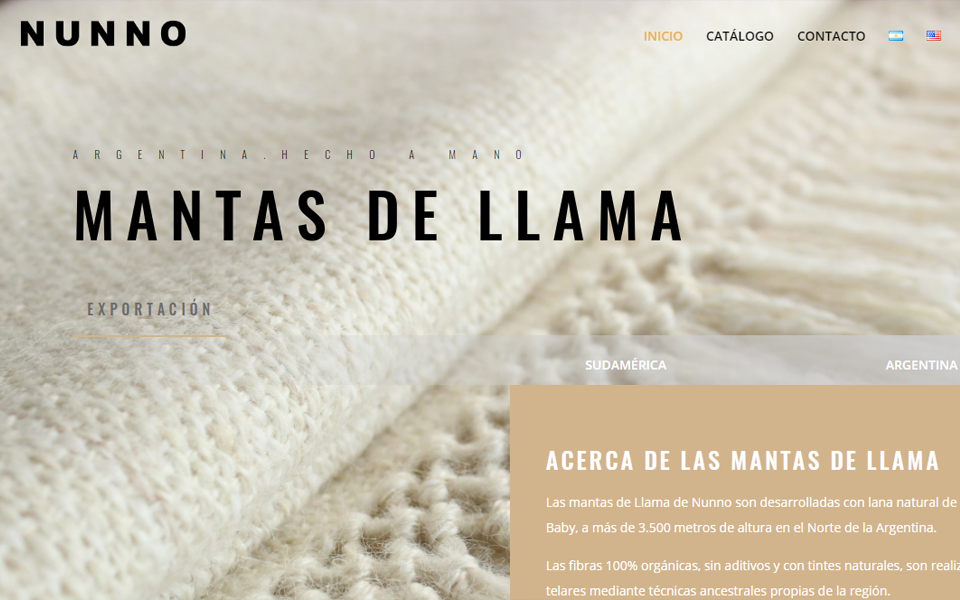 NUNNO
INICIO CATÁLOGO CONTACTO
ARGENTINA.HECHO A MANO
MANTAS DE LLAMA
EXPORTACIÓN
SUDAMÉRICA ARGENTINA
ACERCA DE LAS MANTAS DE LLAMA
Las mantas de Llama de Nunno son desarrolladas con lana natural de
Baby, a más de 3.500 metros de altura en el Norte de la Argentina.
Las fibras 100% orgánicas, sin aditivos y con tintes naturales, son realiz
telares mediante técnicas ancestrales propias de la región.